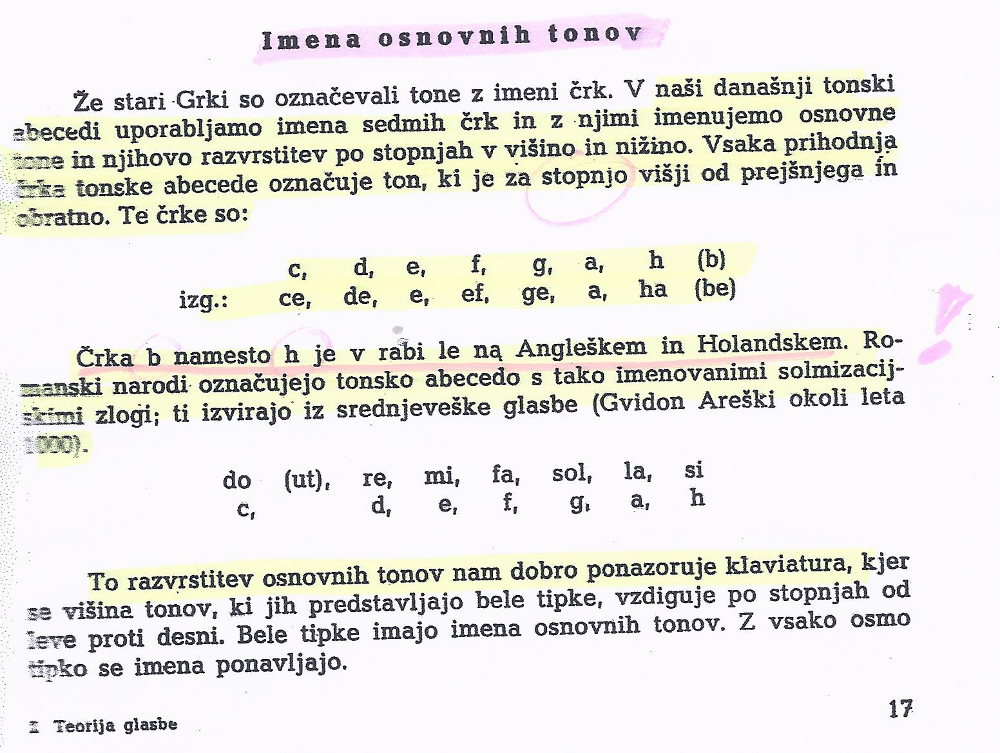 Imena osnovnih tonov
Že stari Grki so označevali tone z imeni črk. V naši današnji tonski
abecedi uporabljamo imena sedmih črk in z njimi imenujemo osnovne
tone in njihovo razvrstitev po stopnjah v višino in nižino. Vsaka prihodnja
črka tonske abecede označuje ton, ki je za stopnjo višji od prejšnjega in
obratno. Te črke so:
c, d, e, f, g, a, h (b)
izg.: ce, de, e, ef, ge, a, ha (be)
Črka b namesto h je v rabi le na Angleškem in Holandskem. Ro-
manski narodi označujejo tonsko abecedo s tako imenovanimi solmizacij-
skimi zlogi; ti izvirajo iz srednjeveške glasbe (Gvidon Areški okoli leta
1000).
do (ut), re, mi, fa, sol, la, si
c, d, e, f, g, a, h
To razvrstitev osnovnih tonov nam dobro ponazoruje klaviatura, kjer
se višina tonov, ki jih predstavljajo bele tipke, vzdiguje po stopnjah od
leve proti desni. Bele tipke imajo imena osnovnih tonov. Z vsako osmo
tipko se imena ponavljajo.
Teorija glasbe
17